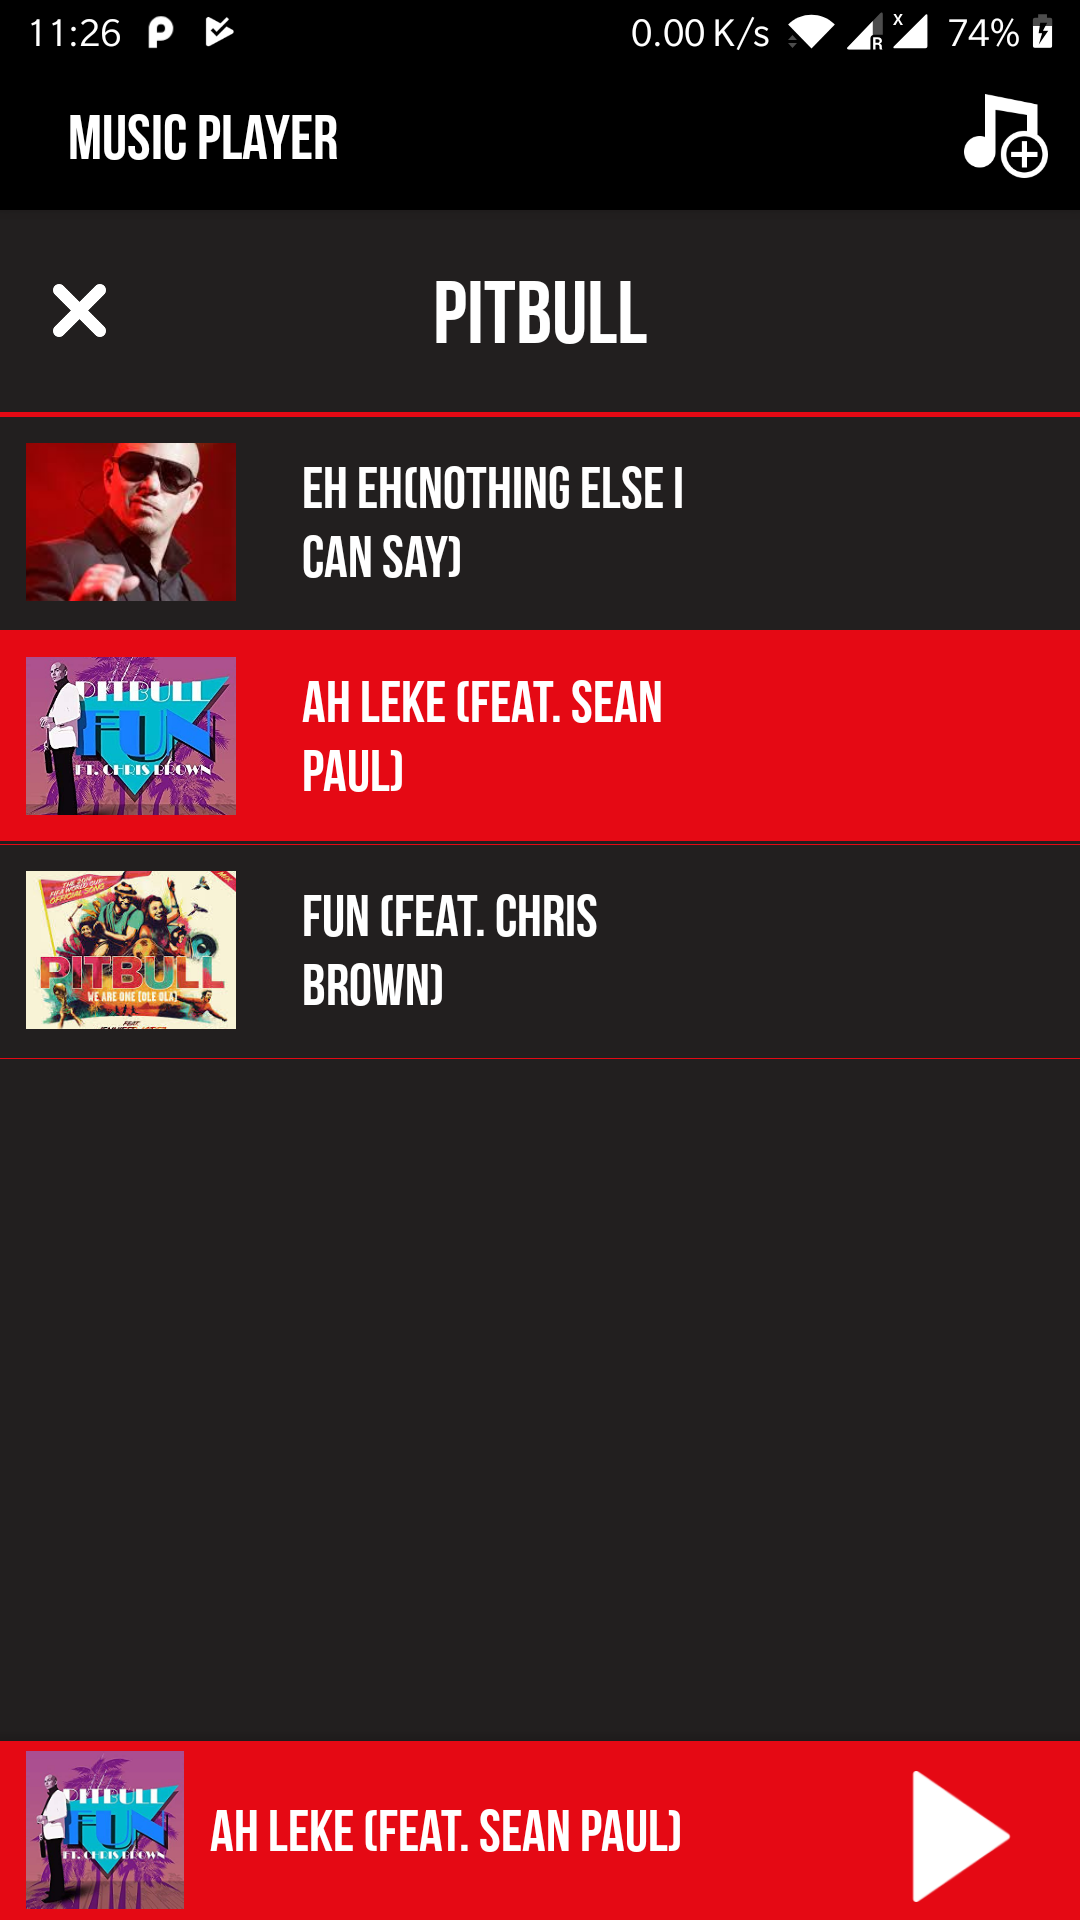 11:26 0.00 K/s R X 74%
MUSIC PLAYER
PITBULL
EH EH(NOTHING ELSE I
CAN SAY)
PITBULL
FUN
FT. CHRIS BROWN
AH LEKE (FEAT. SEAN
PAUL)
THE 2014
FIFA WORLD CUP
OFFICIAL SONG
MIX
PITBULL
WE ARE ONE (OLE OLA)
FEAT.
FUN (FEAT. CHRIS
BROWN)
PITBULL
FUN
FT. CHRIS BROWN
AH LEKE (FEAT. SEAN PAUL)